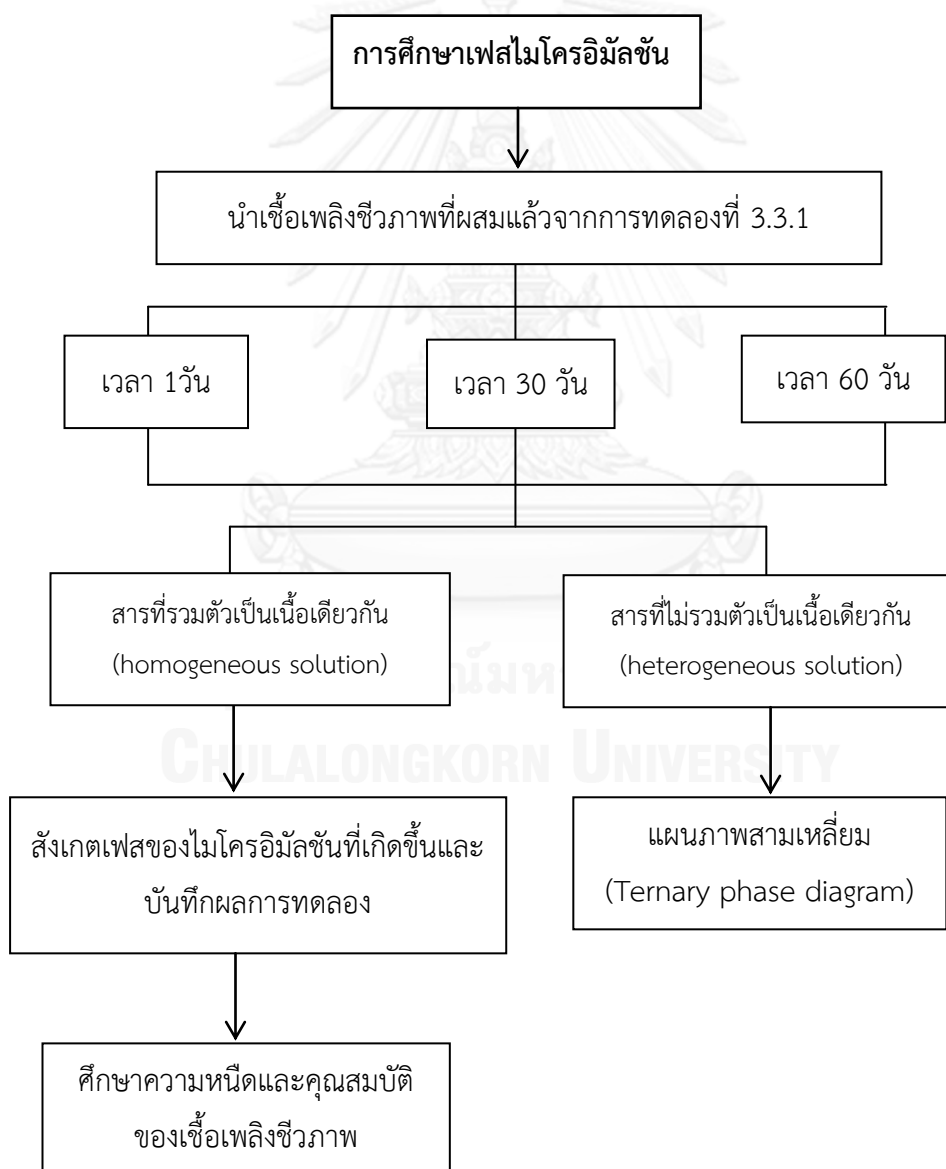 การศึกษาเฟสไมโครอิมัลชัน
นำเชื้อเพลิงชีวภาพที่ผสมแล้วจากการทดลองที่ 3.3.1
เวลา 1วัน
เวลา 30 วัน
เวลา 60 วัน
สารที่รวมตัวเป็นเนื้อเดียวกัน
(homogeneous solution)
สารที่ไม่รวมตัวเป็นเนื้อเดียวกัน
(heterogeneous solution)
CHULALONGKORN UNIVERSITY
สังเกตเฟสของไมโครอิมัลชันที่เกิดขึ้นและ
บันทึกผลการทดลอง
แผนภาพสามเหลี่ยม
(Ternary phase diagram)
ศึกษาความหนืดและคุณสมบัติ
ของเชื้อเพลิงชีวภาพ